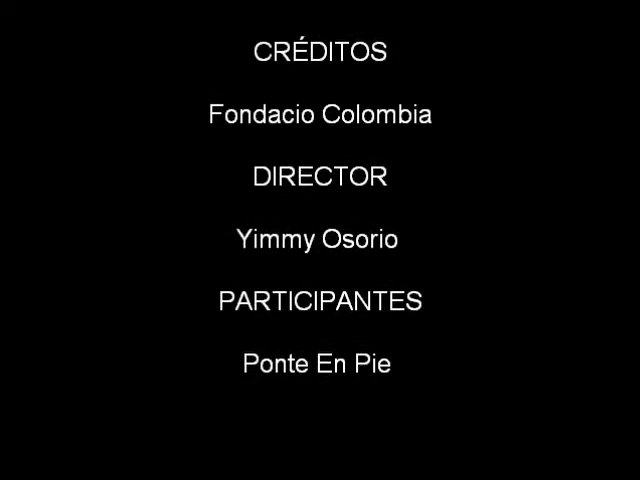 CRÉDITOS
Fondacio Colombia
DIRECTOR
Yimmy Osorio
PARTICIPANTES
Ponte En Pie